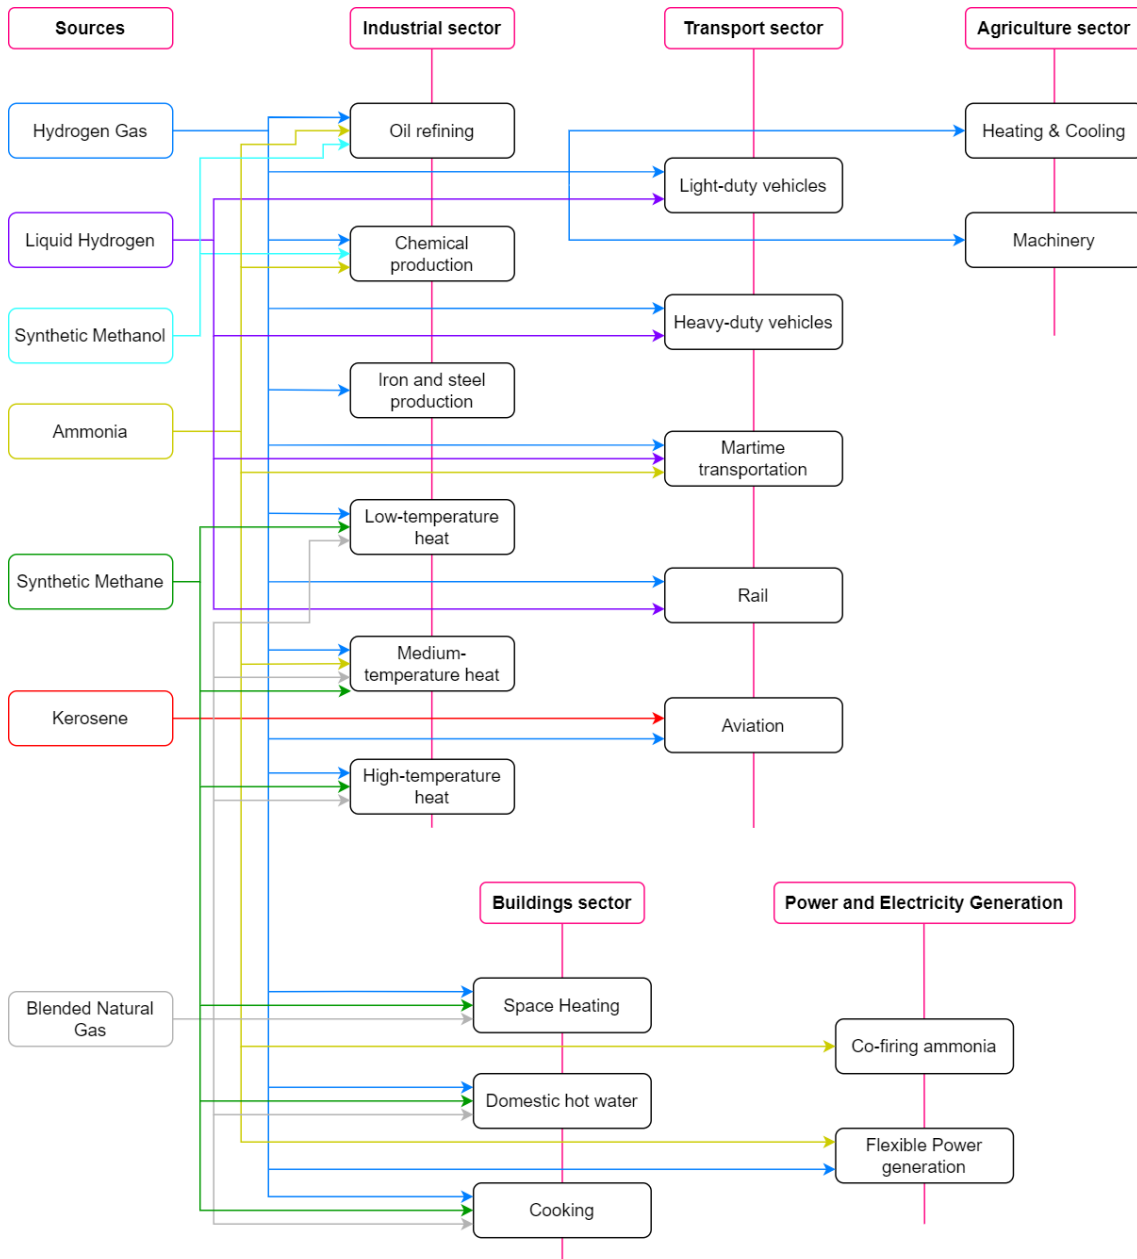 Sources
Industrial sector
Transport sector
Agriculture sector
Hydrogen Gas
Oil refining
Heating & Cooling
Light-duty vehicles
Liquid Hydrogen
Chemical
production
Machinery
Synthetic Methanol
Heavy-duty vehicles
Iron and steel
production
Ammonia
Martime
transportation
Low-temperature
heat
Synthetic Methane
Rail
Medium-
temperature heat
Kerosene
Aviation
High-temperature
heat
Buildings sector
Power and Electricity Generation
Blended Natural
Gas
Space Heating
Co-firing ammonia
Domestic hot water
Flexible Power
generation
Cooking